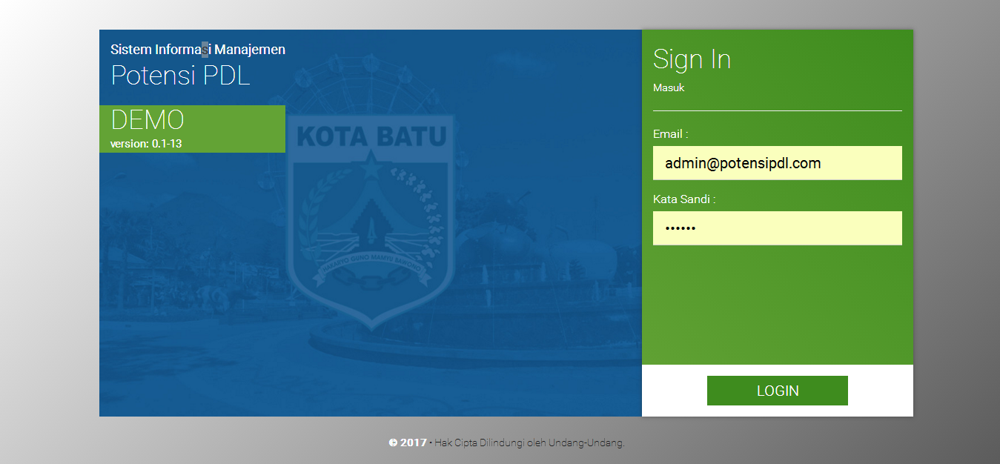 Sistem Informasi Manajemen
Potensi PDL
DEMO
version: 0.1-13
KOTA BATU
HAKARYO GUNO MAMYU BAWONO
Sign In
Masuk
Email :
admin@potensipdl.com
Kata Sandi :
••••••
LOGIN
© 2017 • Hak Cipta Dilindungi oleh Undang-Undang.